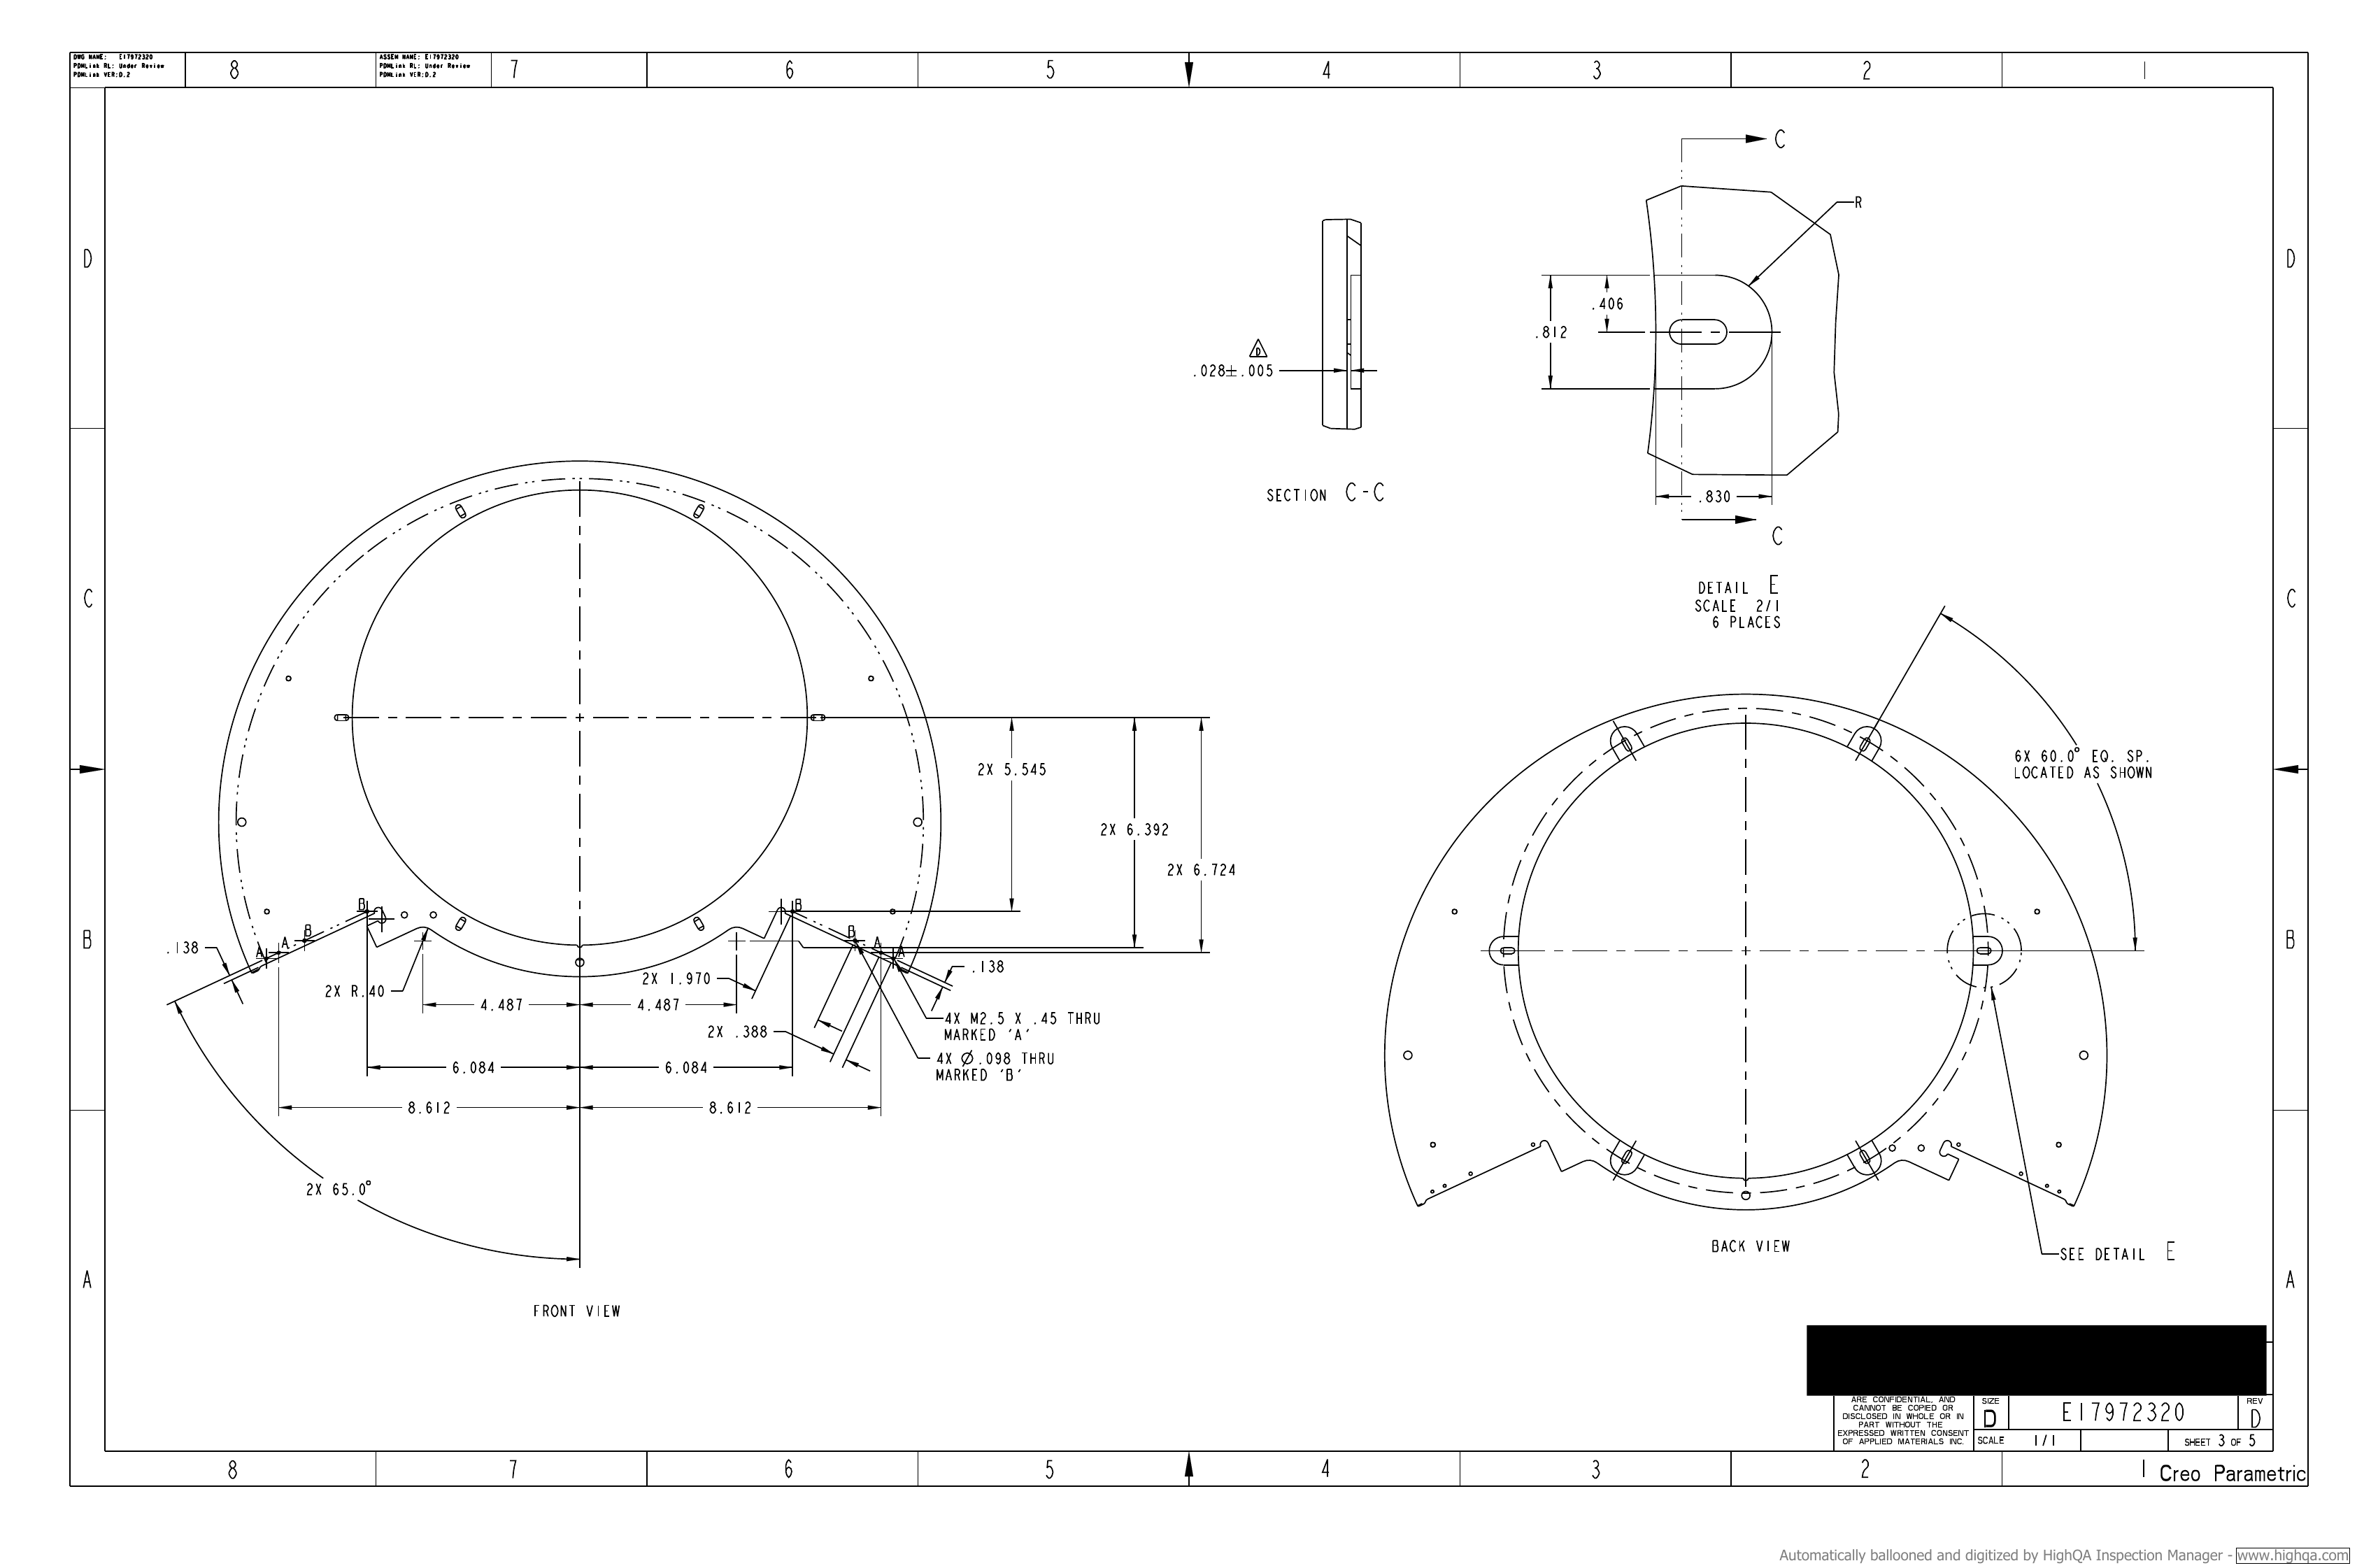 DWG NAME: E17972320
PDMLink RL: Under Review
PDMLink VER:D.2
8
ASSEM NAME: E17972320
PDMLink RL: Under Review
PDMLink VER:D.2
7
6
5
4
3
2
1
D
C
B
A
D
C
B
A
C
R
.406
.812
D
.028±.005
.830
SECTION C-C
C
DETAIL E
SCALE 2/1
6 PLACES
6X 60.0° EQ. SP.
LOCATED AS SHOWN
2X 5.545
2X 6.392
2X 6.724
B
B
A
A
B
B
A
A
.138
.138
2X R.40
2X 1.970
4.487
4.487
2X .388
4X M2.5 X .45 THRU
MARKED 'A'
4X Ø.098 THRU
MARKED 'B'
6.084
6.084
8.612
8.612
2X 65.0°
FRONT VIEW
BACK VIEW
SEE DETAIL E
ARE CONFIDENTIAL, AND
CANNOT BE COPIED OR
DISCLOSED IN WHOLE OR IN
PART WITHOUT THE
EXPRESSED WRITTEN CONSENT
OF APPLIED MATERIALS INC.
SIZE
D
E17972320
REV
D
SCALE 1/1
SHEET 3 OF 5
8
7
6
5
4
3
2
1
Creo Parametric
Automatically ballooned and digitized by HighQA Inspection Manager - www.highqa.com